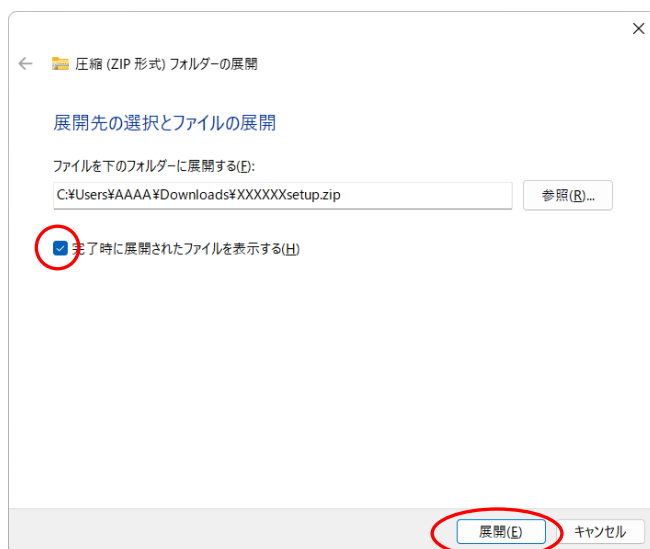 圧縮 (ZIP 形式) フォルダーの展開
展開先の選択とファイルの展開
ファイルを下のフォルダーに展開する(F):
C:¥Users¥AAAA¥Downloads¥XXXXXXsetup.zip
参照(R)...
完了時に展開されたファイルを表示する(H)
展開(E)
キャンセル